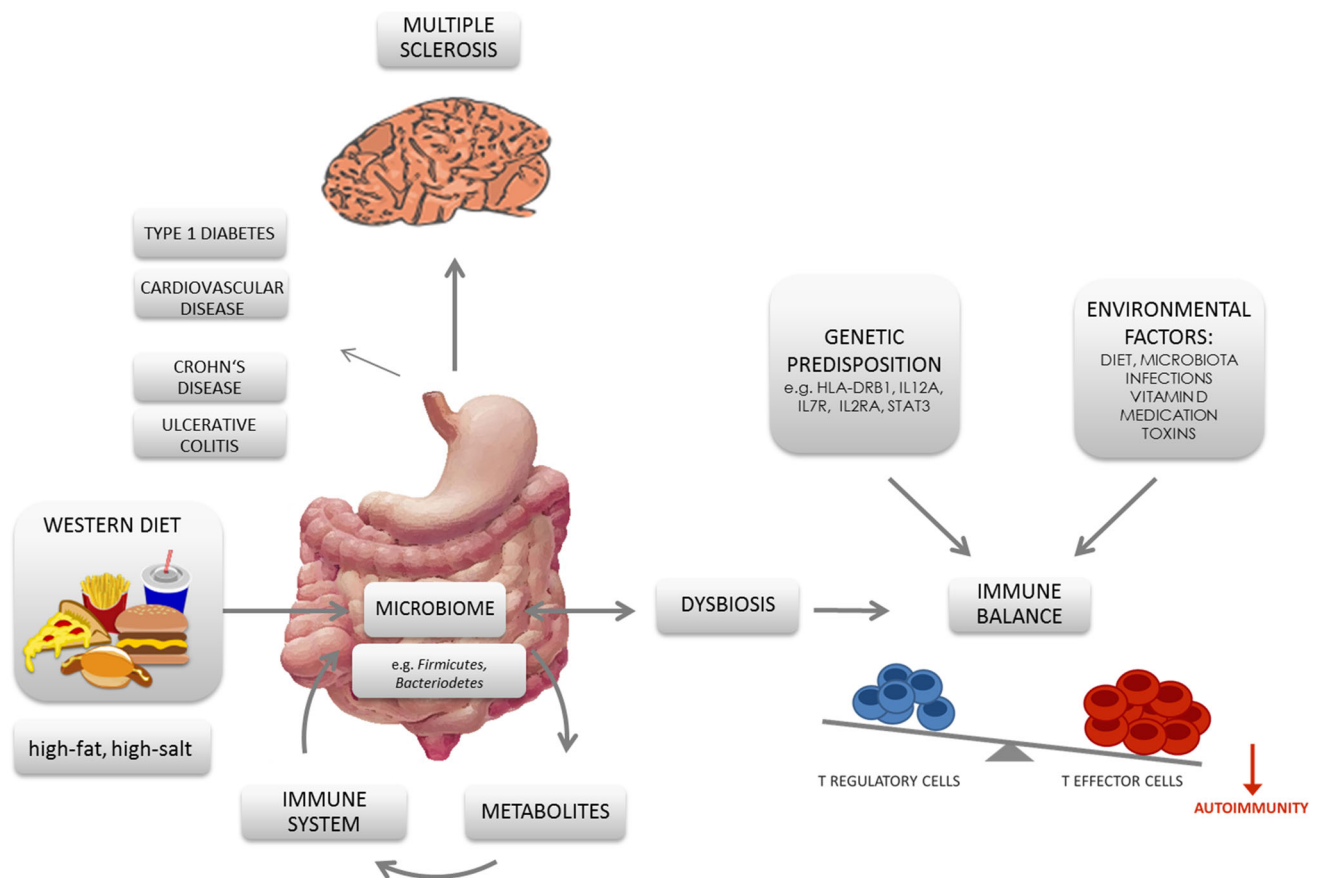 MULTIPLE
SCLEROSIS
TYPE 1 DIABETES
CARDIOVASCULAR
DISEASE
CROHN‘S
DISEASE
ULCERATIVE
COLITIS
GENETIC
PREDISPOSITION
e.g. HLA-DRB1, IL12A,
IL7R, IL2RA, STAT3
ENVIRONMENTAL
FACTORS:
DIET, MICROBIOTA
INFECTIONS
VITAMIN D
MEDICATION
TOXINS
WESTERN DIET
high-fat, high-salt
MICROBIOME
e.g. Firmicutes,
Bacteriodetes
DYSBIOSIS
IMMUNE
BALANCE
IMMUNE
SYSTEM
METABOLITES
T REGULATORY CELLS
T EFFECTOR CELLS
AUTOIMMUNITY